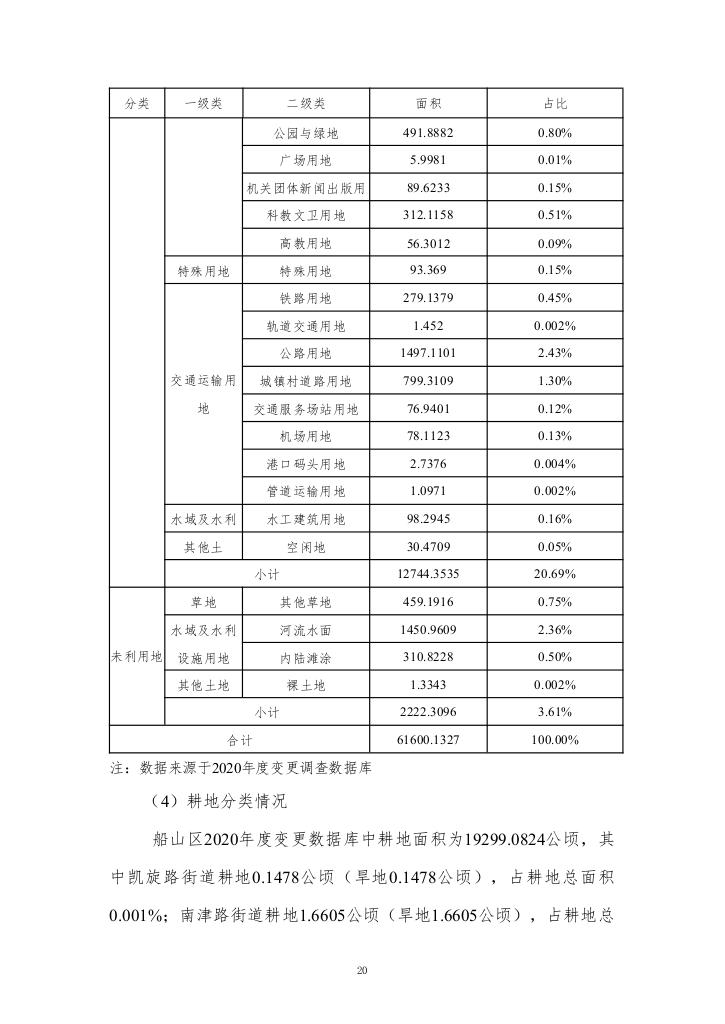 分类 一级类 二级类 面积 占比
公园与绿地 491.8882 0.80%
广场用地 5.9981 0.01%
机关团体新闻出版用 89.6233 0.15%
科教文卫用地 312.1158 0.51%
高教用地 56.3012 0.09%
特殊用地 特殊用地 93.369 0.15%
铁路用地 279.1379 0.45%
轨道交通用地 1.452 0.002%
公路用地 1497.1101 2.43%
交通运输用 城镇村道路用地 799.3109 1.30%
地 交通服务场站用地 76.9401 0.12%
机场用地 78.1123 0.13%
港口码头用地 2.7376 0.004%
管道运输用地 1.0971 0.002%
水域及水利 水工建筑用地 98.2945 0.16%
其他土 空闲地 30.4709 0.05%
小计 12744.3535 20.69%
草地 其他草地 459.1916 0.75%
水域及水利 河流水面 1450.9609 2.36%
未利用地 设施用地 内陆滩涂 310.8228 0.50%
其他土地 裸土地 1.3343 0.002%
小计 2222.3096 3.61%
合计 61600.1327 100.00%
注：数据来源于2020年度变更调查数据库
（4）耕地分类情况
船山区2020年度变更数据库中耕地面积为19299.0824公顷，其
中凯旋路街道耕地0.1478公顷（旱地0.1478公顷），占耕地总面积
0.001%；南津路街道耕地1.6605公顷（旱地1.6605公顷），占耕地总
20